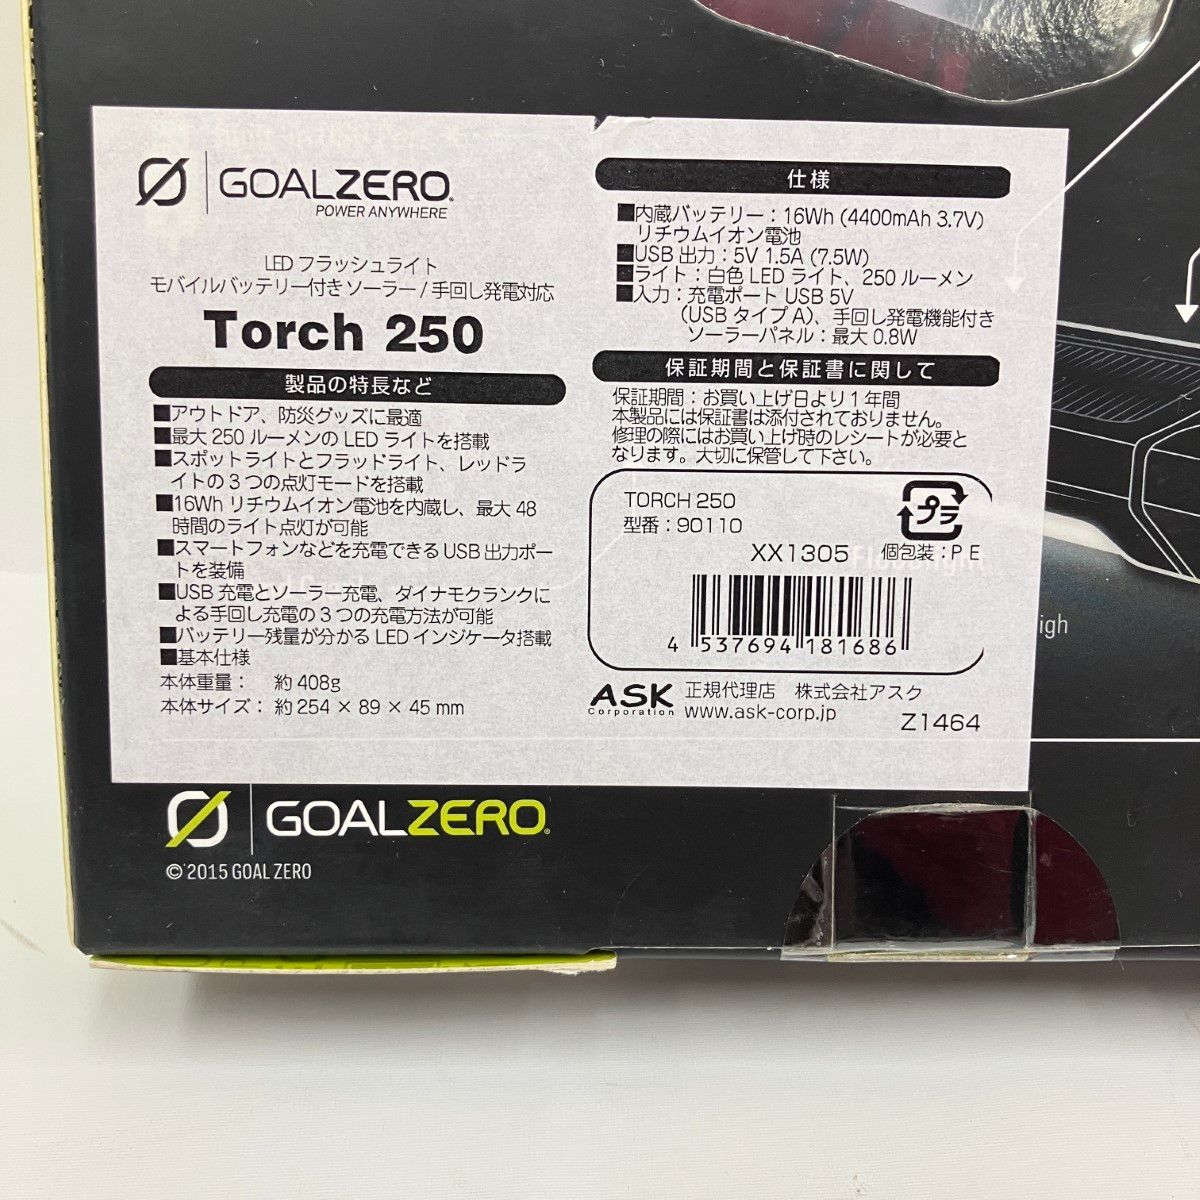 GOALZERO
POWER ANYWHERE
LED フラッシュライト
モバイルバッテリー付きソーラー / 手回し発電対応
Torch 250
製品の特長など
■アウトドア、防災グッズに最適
■最大 250 ルーメンの LED ライトを搭載
■スポットライトとフラッドライト、レッドラ
イトの 3 つの点灯モードを搭載
■16Wh リチウムイオン電池を内蔵し、最大 48
時間のライト点灯が可能
■スマートフォンなどを充電できる USB 出力ポー
トを装備
■USB 充電とソーラー充電、ダイナモクランクに
よる手回し充電の 3 つの充電方法が可能
■バッテリー残量が分かる LED インジケータ搭載
■基本仕様
本体重量： 約 408g
本体サイズ：約 254 × 89 × 45 mm
仕様
■内蔵バッテリー：16Wh (4400mAh 3.7V)
リチウムイオン電池
■USB 出力：5V 1.5A (7.5W)
■ライト：白色 LED ライト、250 ルーメン
■入力：充電ポート USB 5V
（USB タイプ A）、手回し発電機能付き
ソーラーパネル：最大 0.8W
保証期間と保証書に関して
保証期間：お買い上げ日より 1 年間
本製品には保証書は添付されておりません。
修理の際にはお買い上げ時のレシートが必要と
なります。大切に保管して下さい。
TORCH 250
型番：90110
プラ
XX1305 個包装：PE
4 537694 181686
ASK
Corporation
正規代理店 株式会社アスク
www.ask-corp.jp
Z1464
igh
GOALZERO
© 2015 GOAL ZERO